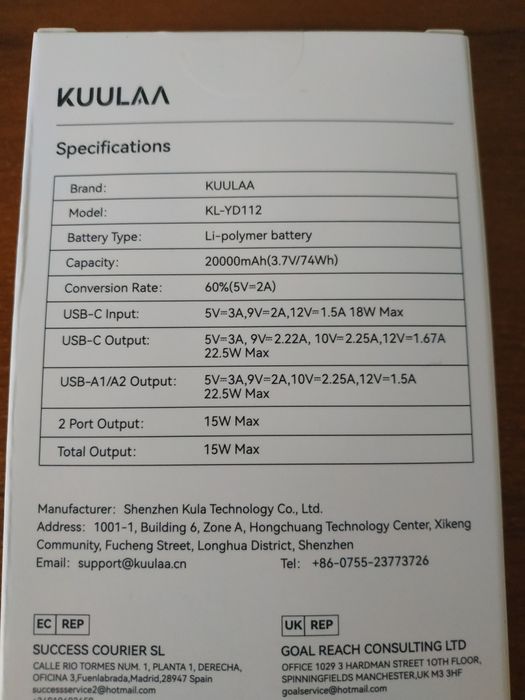 KUULAA
Specifications
Brand: KUULAA
Model: KL-YD112
Battery Type: Li-polymer battery
Capacity: 20000mAh(3.7V/74Wh)
Conversion Rate: 60%(5V=2A)
USB-C Input: 5V=3A,9V=2A,12V=1.5A 18W Max
USB-C Output: 5V=3A, 9V=2.22A, 10V=2.25A,12V=1.67A
22.5W Max
USB-A1/A2 Output: 5V=3A,9V=2A,10V=2.25A,12V=1.5A
22.5W Max
2 Port Output: 15W Max
Total Output: 15W Max
Manufacturer: Shenzhen Kula Technology Co., Ltd.
Address: 1001-1, Building 6, Zone A, Hongchuang Technology Center, Xikeng
Community, Fucheng Street, Longhua District, Shenzhen
Email: support@kuulaa.cn Tel: +86-0755-23773726
EC REP
SUCCESS COURIER SL
CALLE RIO TORMES NUM. 1, PLANTA 1, DERECHA,
OFICINA 3,Fuenlabrada,Madrid,28947 Spain
successservice2@hotmail.com
UK REP
GOAL REACH CONSULTING LTD
OFFICE 1029 3 HARDMAN STREET 10TH FLOOR,
SPINNINGFIELDS MANCHESTER,UK M3 3HF
goalservice@hotmail.com